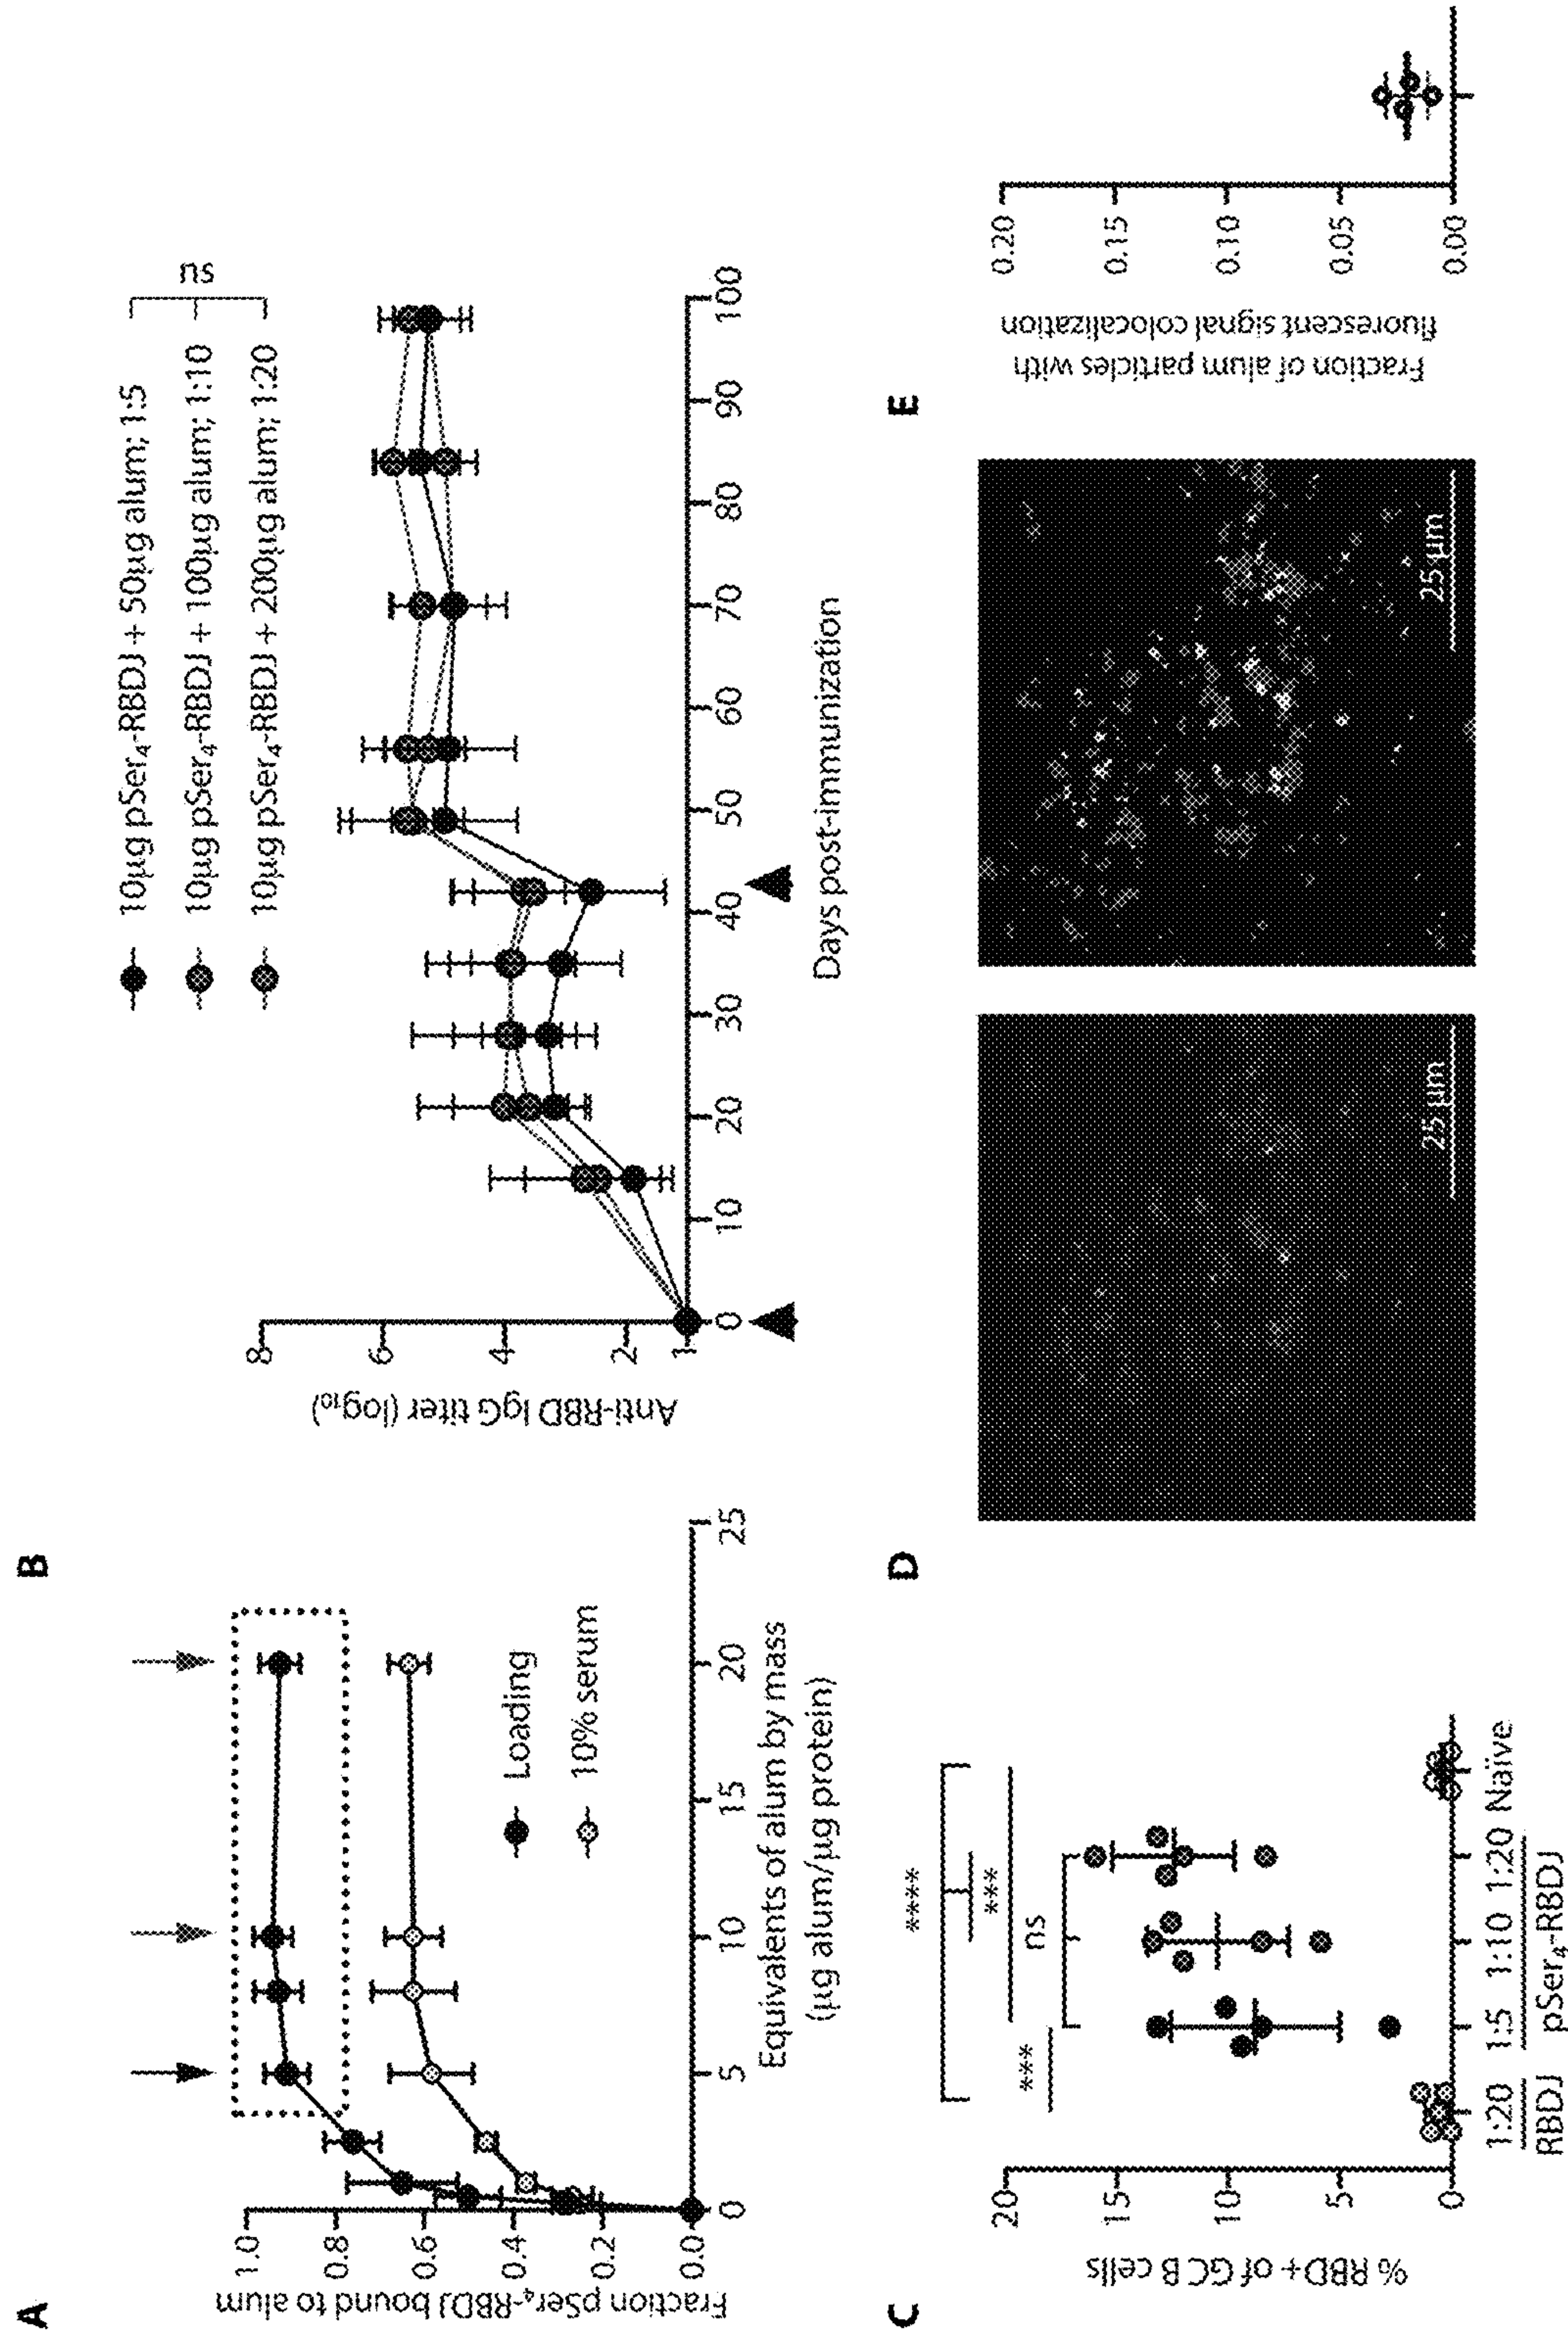 A
Fraction pSer₄-RBDJ bound to alum
1.0
0.8
0.6
0.4
0.2
0.0
0
5
10
15
20
25
Equivalents of alum by mass
(µg alum/µg protein)
Loading
10% serum
B
Anti-RBD IgG titer (log₁₀)
8
6
4
2
1
0
10
20
30
40
50
60
70
80
90
100
Days post-immunization
10µg pSer₄-RBDJ + 50µg alum; 1:5
10µg pSer₄-RBDJ + 100µg alum; 1:10
10µg pSer₄-RBDJ + 200µg alum; 1:20
ns
C
% RBD+ of GC B cells
20
15
10
5
0
****
***
***
ns
1:20
1:5
1:10
1:20
Naïve
RBDJ
pSer₄-RBDJ
D
25 µm
25 µm
E
Fraction of alum particles with
fluorescent signal colocalization
0.20
0.15
0.10
0.05
0.00